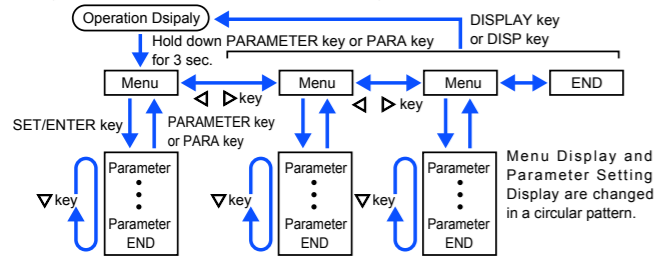 Operation Dsipaly
DISPLAY key
or DISP key
Hold down PARAMETER key or PARA key
for 3 sec.
Menu
◁ ▷ key
Menu
◁ ▷ key
Menu
END
SET/ENTER key
PARAMETER key
or PARA key
▽ key
Parameter
•
•
•
Parameter
END
▽ key
Parameter
•
•
•
Parameter
END
▽ key
Parameter
•
•
•
Parameter
END
Menu Display and
Parameter Setting
Display are changed
in a circular pattern.